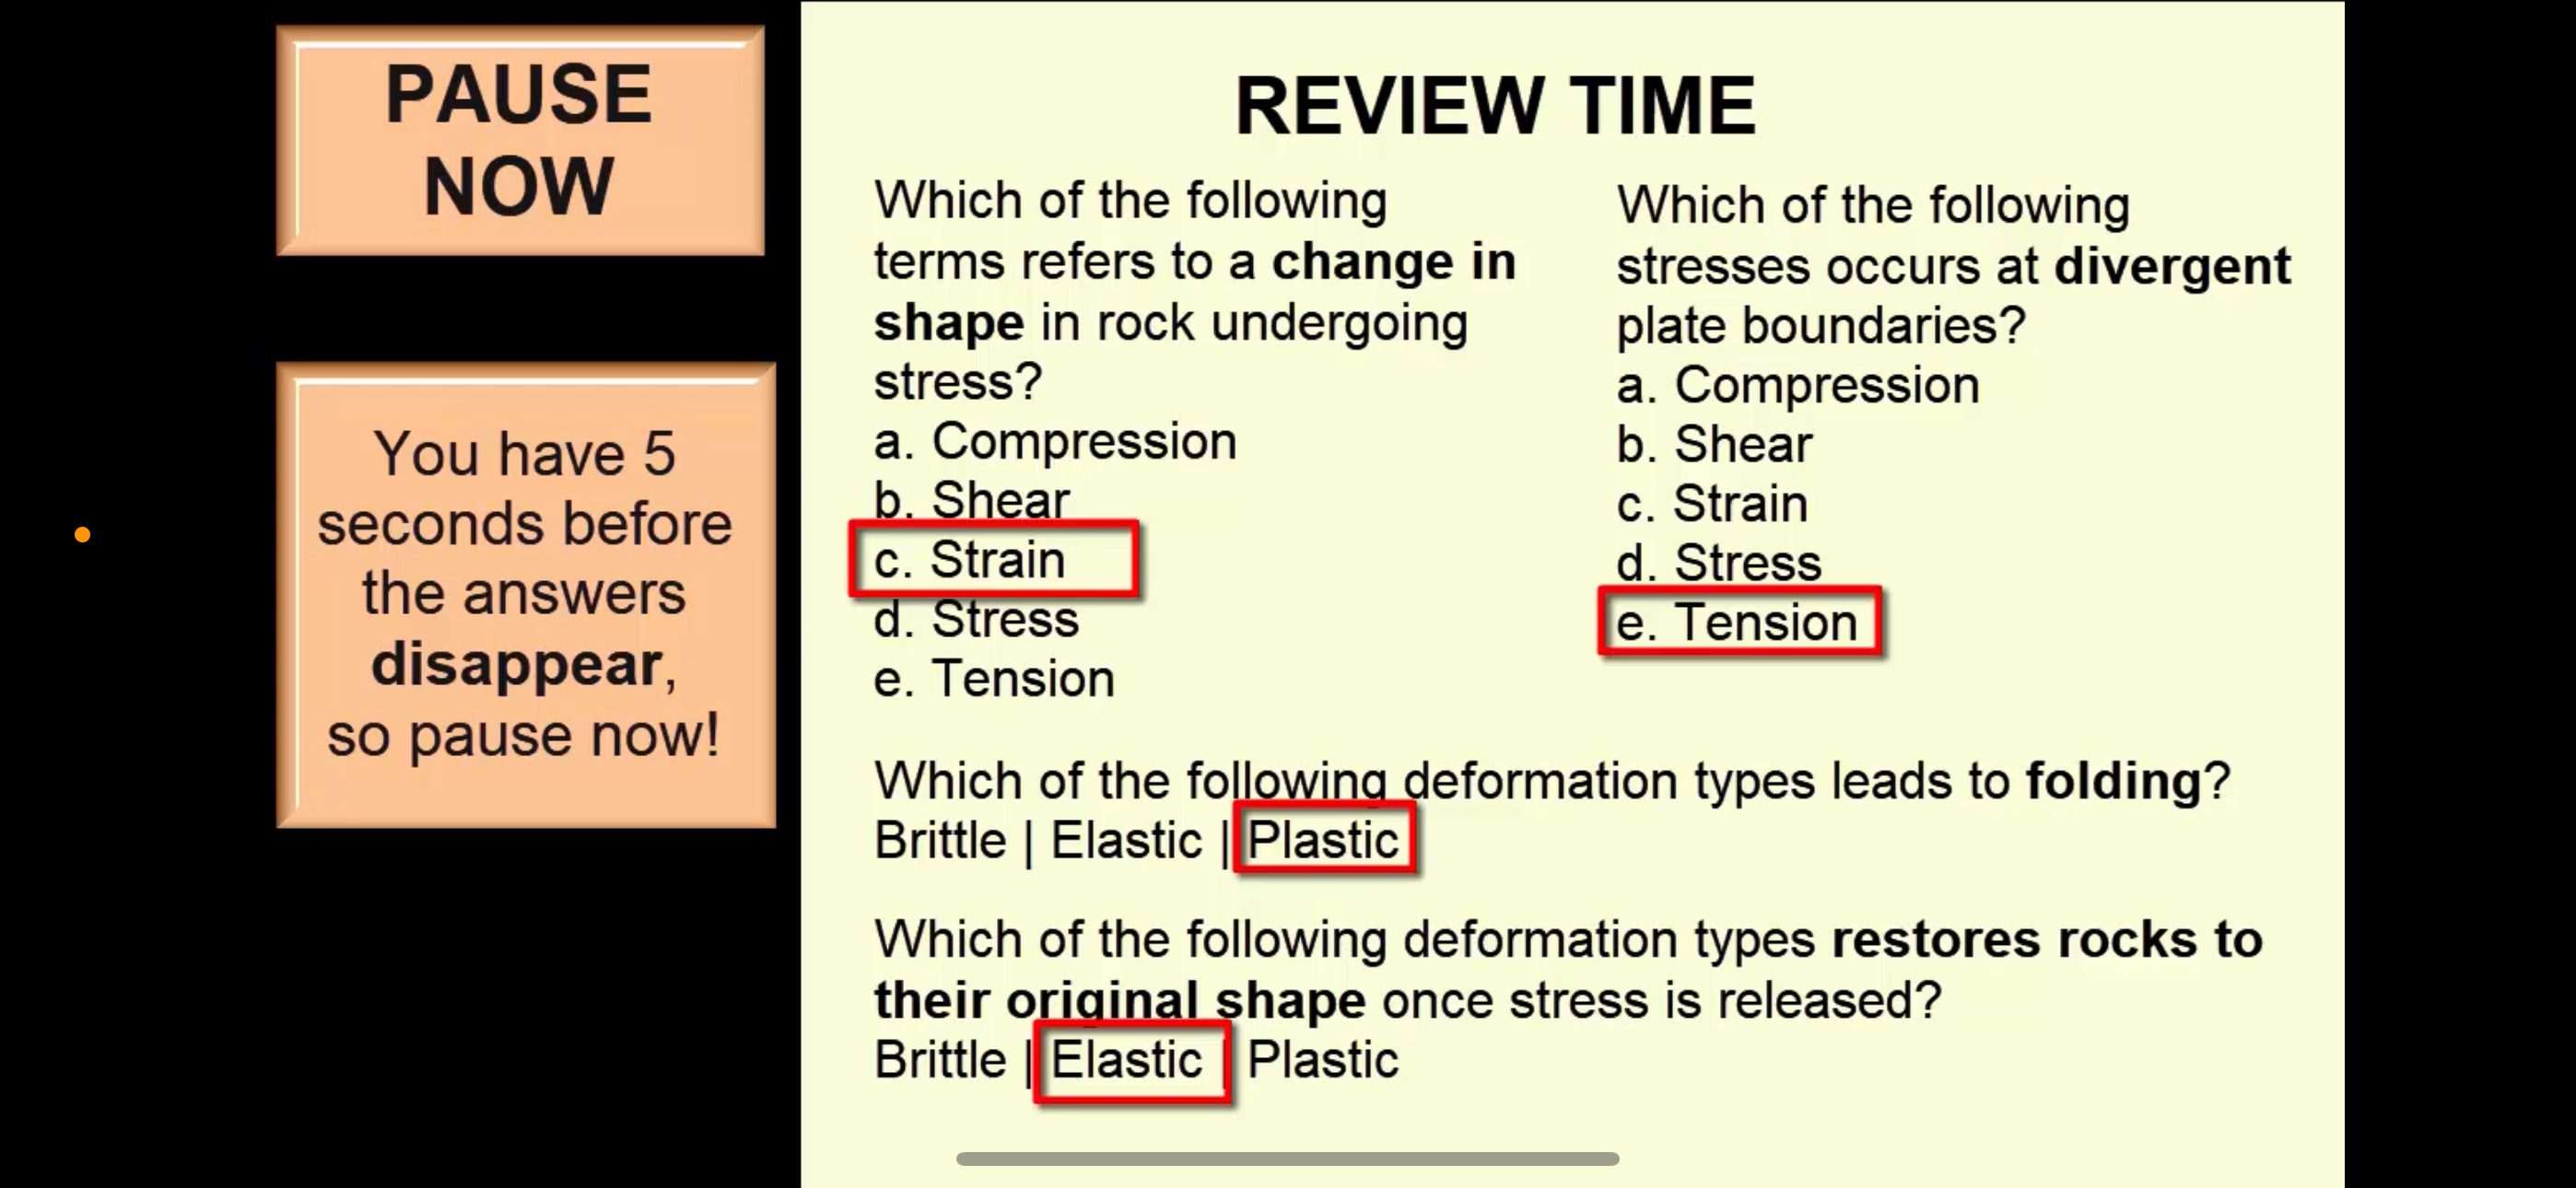 PAUSE
NOW
You have 5
seconds before
the answers
disappear,
so pause now!
REVIEW TIME
Which of the following
terms refers to a change in
shape in rock undergoing
stress?
a. Compression
b. Shear
c. Strain
d. Stress
e. Tension
Which of the following
stresses occurs at divergent
plate boundaries?
a. Compression
b. Shear
c. Strain
d. Stress
e. Tension
Which of the following deformation types leads to folding?
Brittle | Elastic | Plastic
Which of the following deformation types restores rocks to
their original shape once stress is released?
Brittle | Elastic | Plastic